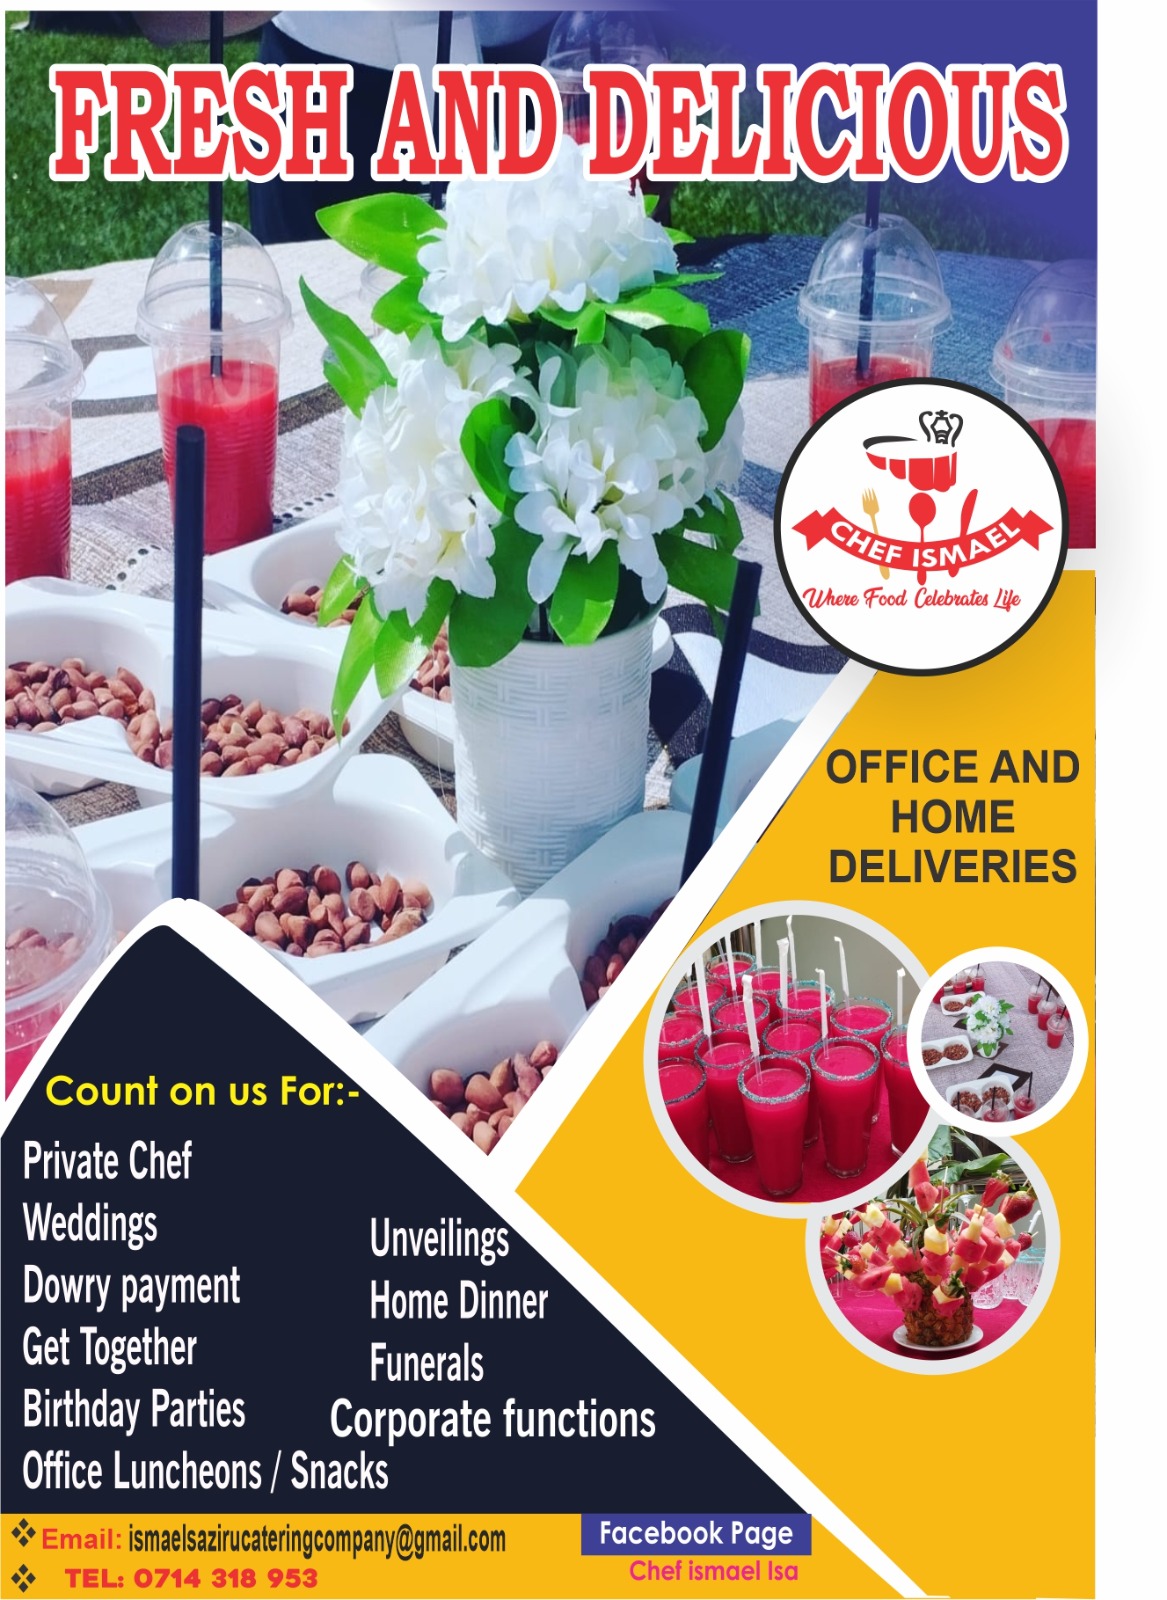 FRESH AND DELICIOUS
CHEF ISMAEL
Where Food Celebrates Life
OFFICE AND
HOME
DELIVERIES
Count on us For:-
Private Chef
Weddings
Dowry payment
Get Together
Birthday Parties
Office Luncheons / Snacks
Unveilings
Home Dinner
Funerals
Corporate functions
Email: ismaelsazirucateringcompany@gmail.com
TEL: 0714 318 953
Facebook Page
Chef ismael Isa